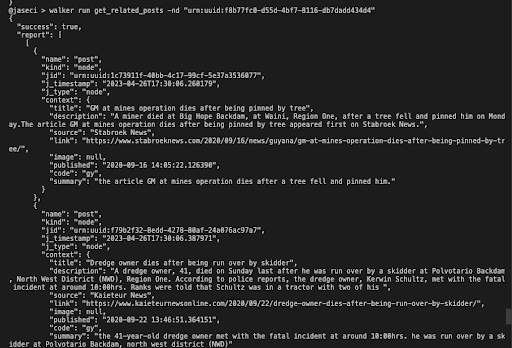 }
@jaseci > walker run get_related_posts -nd "urn:uuid:f8b77fc0-d55d-4bf7-8116-db7dadd434d4"
{
"success": true,
"report": [
[
{
"name": "post",
"kind": "node",
"jid": "urn:uuid:1c73911f-40bb-4c17-99cf-5e37a3536077",
"j_timestamp": "2023-04-26T17:30:06.260179",
"j_type": "node",
"context": {
"title": "GM at mines operation dies after being pinned by tree",
"description": "A miner died at Big Hope Backdam, at Waini, Region One, after a tree fell and pinned him on Mon
day.The article GM at mines operation dies after being pinned by tree appeared first on Stabroek News.",
"source": "Stabroek News",
"link": "https://www.stabroeknews.com/2020/09/16/news/guyana/gm-at-mines-operation-dies-after-being-pinned-by-tr
ee/",
"image": null,
"published": "2020-09-16 14:05:22.126390",
"code": "gy",
"summary": "the article GM at mines operation dies after a tree fell and pinned him."
}
},
{
"name": "post",
"kind": "node",
"jid": "urn:uuid:f79b2f32-8edd-4278-80af-24a076ac97a7",
"j_timestamp": "2023-04-26T17:30:06.387971",
"j_type": "node",
"context": {
"title": "Dredge owner dies after being run over by skidder",
"description": "A dredge owner, 41, died on Sunday last after he was run over by a skidder at Polvotario Backdam
, North West District (NWD), Region One. According to police reports, the dredge owner, Kerwin Schultz, met with the fatal
incident at around 10:00hrs. Ranks were told that Schultz was in a tractor with two of his ",
"source": "Kaieteur News",
"link": "https://www.kaieteurnewsonline.com/2020/09/22/dredge-owner-dies-after-being-run-over-by-skidder/",
"image": null,
"published": "2020-09-22 13:46:51.364151",
"code": "gy",
"summary": "the 41-year-old dredge owner met with the fatal incident at around 10:00hrs. he was run over by a sk
idder at Polvotario Backdam, north west district (NWD)"